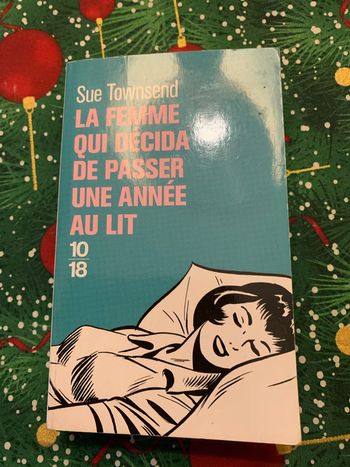 Sue Townsend
LA FEMME
QUI DÉCIDA
DE PASSER
UNE ANNÉE
AU LIT
10
18